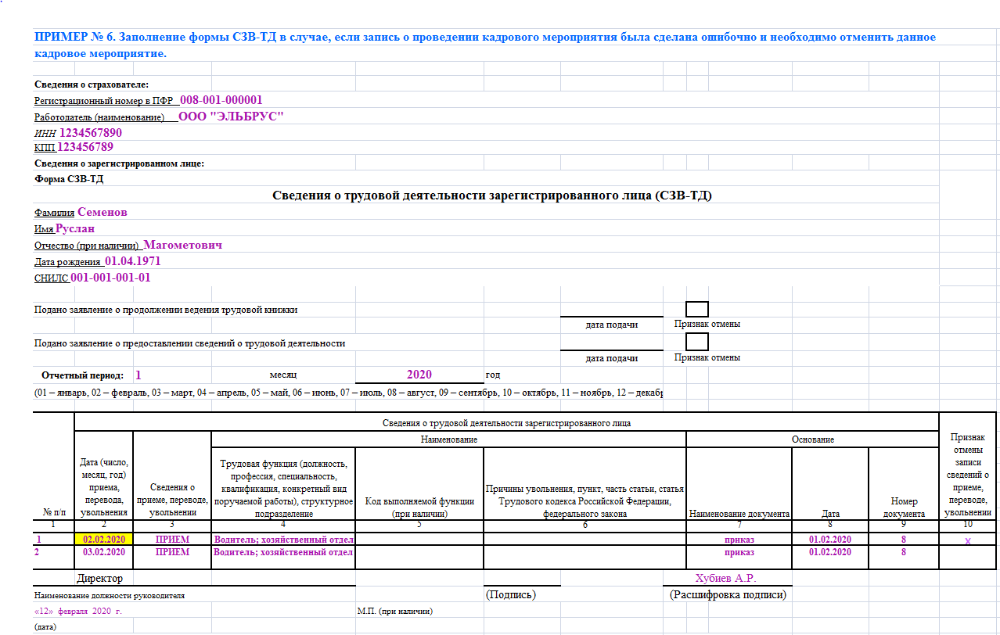 ПРИМЕР № 6. Заполнение формы СЗВ-ТД в случае, если запись о проведении кадрового мероприятия была сделана ошибочно и необходимо отменить данное
кадровое мероприятие.
Сведения о страхователе:
Регистрационный номер в ПФР 008-001-000001
Работодатель (наименование) ООО "ЭЛЬБРУС"
ИНН 1234567890
КПП 123456789
Сведения о зарегистрированном лице:
Форма СЗВ-ТД
Сведения о трудовой деятельности зарегистрированного лица (СЗВ-ТД)
Фамилия Семенов
Имя Руслан
Отчество (при наличии) Магометович
Дата рождения 01.04.1971
СНИЛС 001-001-001-01
Подано заявление о продолжении ведения трудовой книжки
дата подачи Признак отмены
Подано заявление о предоставлении сведений о трудовой деятельности
дата подачи Признак отмены
Отчетный период: 1 месяц 2020 год
(01 – январь, 02 – февраль, 03 – март, 04 – апрель, 05 – май, 06 – июнь, 07 – июль, 08 – август, 09 – сентябрь, 10 – октябрь, 11 – ноябрь, 12 – декабр
№ п/п
Сведения о трудовой деятельности зарегистрированного лица
Дата (число,
месяц, год)
приема,
перевода,
увольнения
Сведения о
приеме, переводе,
увольнении
Наименование
Трудовая функция (должность,
профессия, специальность,
квалификация, конкретный вид
поручаемой работы), структурное
подразделение
Код выполняемой функции
(при наличии)
Причины увольнения, пункт, часть статьи, статья
Трудового кодекса Российской Федерации,
федерального закона
Основание
Наименование документа
Дата
Номер
документа
Признак
отмены
записи
сведений о
приеме,
переводе,
увольнении
1 2 3 4 5 6 7 8 9 10
1 02.02.2020 ПРИЕМ Водитель; хозяйственный отдел приказ 01.02.2020 8 X
2 03.02.2020 ПРИЕМ Водитель; хозяйственный отдел приказ 01.02.2020 8
Директор Хубиев А.Р.
Наименование должности руководителя (Подпись) (Расшифровка подписи)
«12» февраля 2020 г. М.П. (при наличии)
(дата)